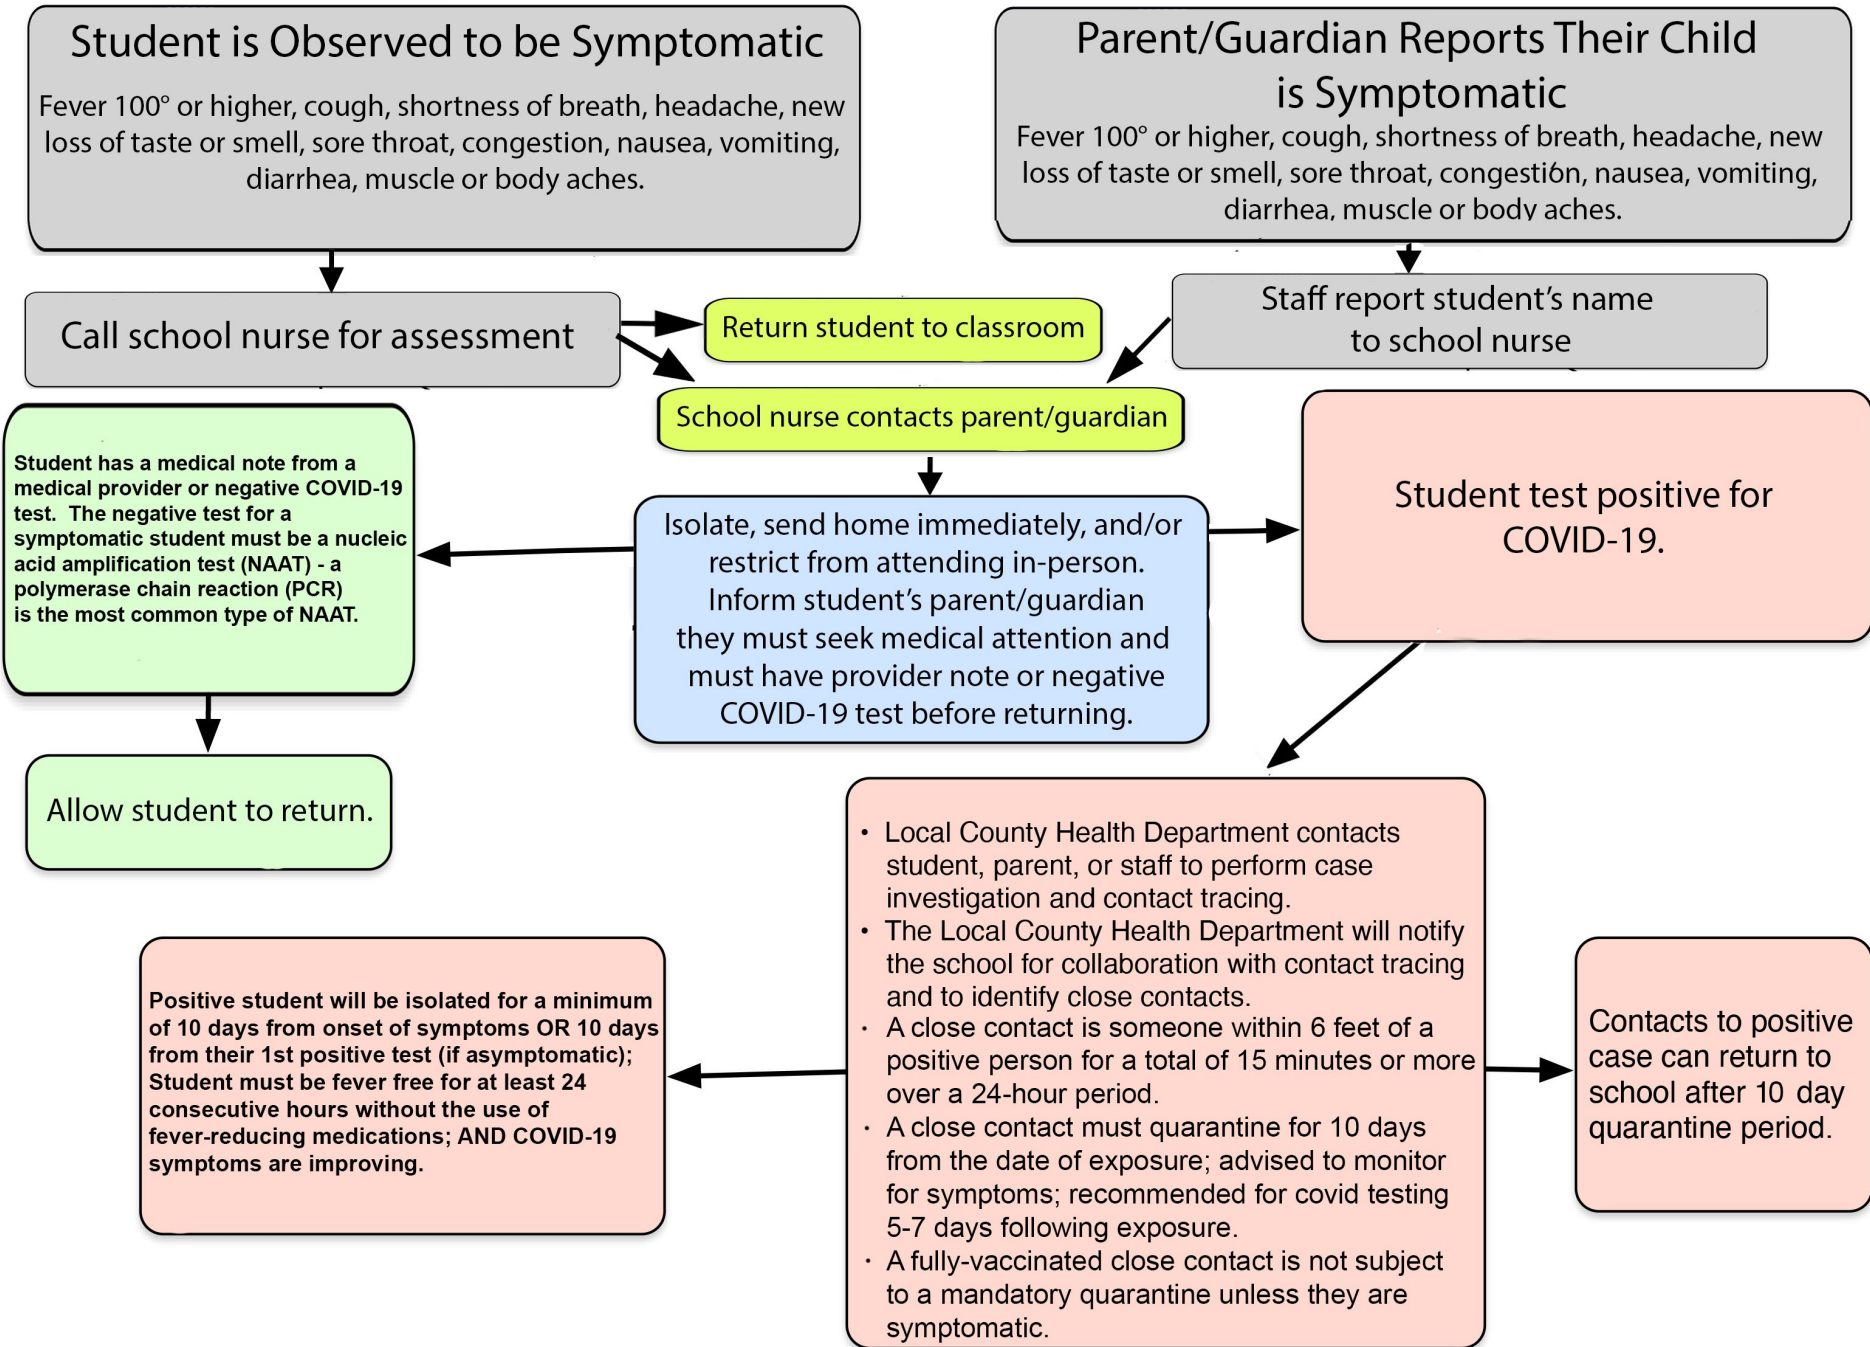 Student is Observed to be Symptomatic
Fever 100° or higher, cough, shortness of breath, headache, new
loss of taste or smell, sore throat, congestion, nausea, vomiting,
diarrhea, muscle or body aches.
Parent/Guardian Reports Their Child
is Symptomatic
Fever 100° or higher, cough, shortness of breath, headache, new
loss of taste or smell, sore throat, congestion, nausea, vomiting,
diarrhea, muscle or body aches.
Call school nurse for assessment
Return student to classroom
Staff report student's name
to school nurse
School nurse contacts parent/guardian
Student has a medical note from a
medical provider or negative COVID-19
test. The negative test for a
symptomatic student must be a nucleic
acid amplification test (NAAT) - a
polymerase chain reaction (PCR)
is the most common type of NAAT.
Isolate, send home immediately, and/or
restrict from attending in-person.
Inform student's parent/guardian
they must seek medical attention and
must have provider note or negative
COVID-19 test before returning.
Student test positive for
COVID-19.
Allow student to return.
• Local County Health Department contacts
student, parent, or staff to perform case
investigation and contact tracing.
• The Local County Health Department will notify
the school for collaboration with contact tracing
and to identify close contacts.
· A close contact is someone within 6 feet of a
positive person for a total of 15 minutes or more
over a 24-hour period.
· A close contact must quarantine for 10 days
from the date of exposure; advised to monitor
for symptoms; recommended for covid testing
5-7 days following exposure.
· A fully-vaccinated close contact is not subject
to a mandatory quarantine unless they are
symptomatic.
Positive student will be isolated for a minimum
of 10 days from onset of symptoms OR 10 days
from their 1st positive test (if asymptomatic);
Student must be fever free for at least 24
consecutive hours without the use of
fever-reducing medications; AND COVID-19
symptoms are improving.
Contacts to positive
case can return to
school after 10 day
quarantine period.